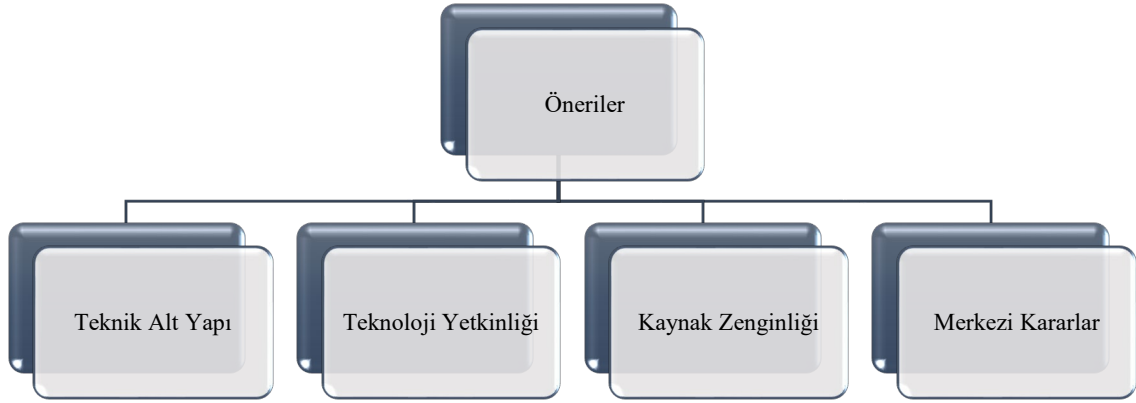 Öneriler
Teknik Alt Yapı
Teknoloji Yetkinliği
Kaynak Zenginliği
Merkezi Kararlar